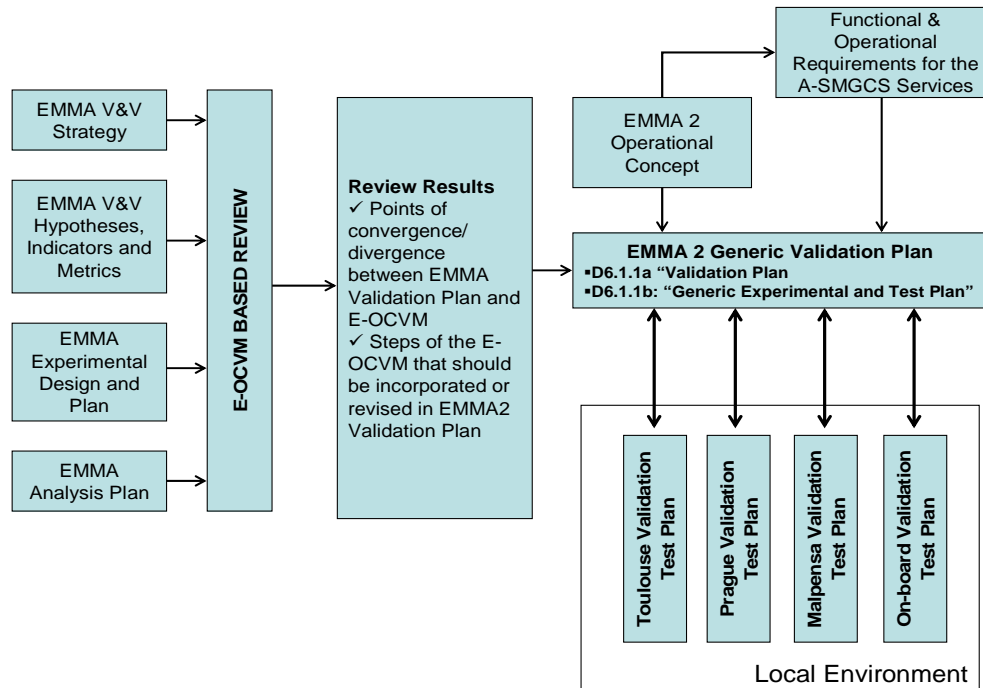 EMMA V&V
Strategy
EMMA V&V
Hypotheses,
Indicators and
Metrics
EMMA
Experimental
Design and
Plan
EMMA
Analysis Plan
E-OCVM BASED REVIEW
Review Results
✓ Points of
convergence/
divergence
between EMMA
Validation Plan and
E-OCVM
✓ Steps of the E-
OCVM that should
be incorporated or
revised in EMMA2
Validation Plan
EMMA 2
Operational
Concept
Functional &
Operational
Requirements for the
A-SMGCS Services
EMMA 2 Generic Validation Plan
▪D6.1.1a “Validation Plan
▪D6.1.1b: “Generic Experimental and Test Plan”
Toulouse Validation
Test Plan
Prague Validation
Test Plan
Malpensa Validation
Test Plan
On-board Validation
Test Plan
Local Environment